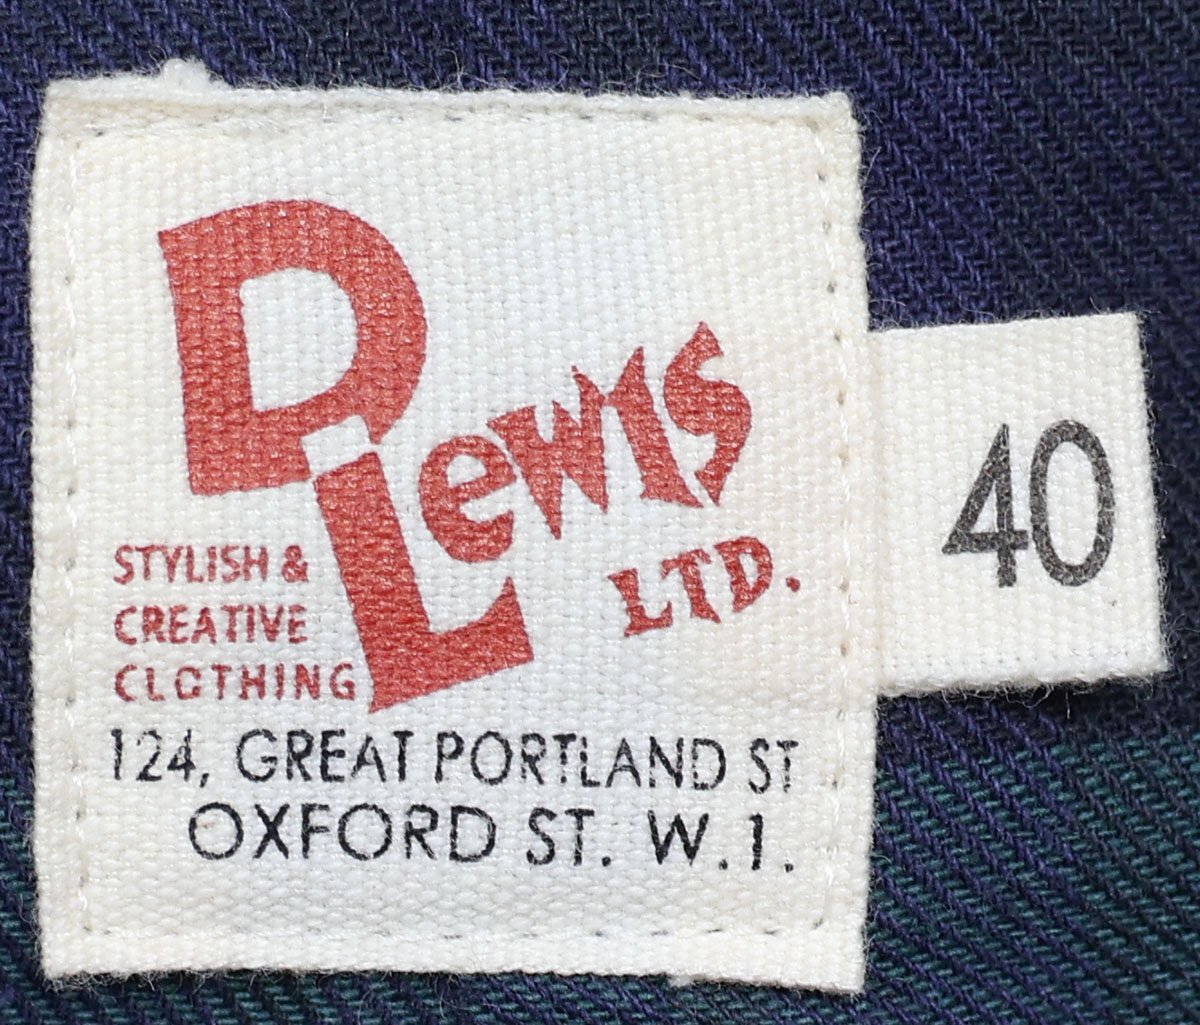 D Lewis
LTD.
STYLISH &
CREATIVE
CLOTHING
124, GREAT PORTLAND ST
OXFORD ST. W.1.
40